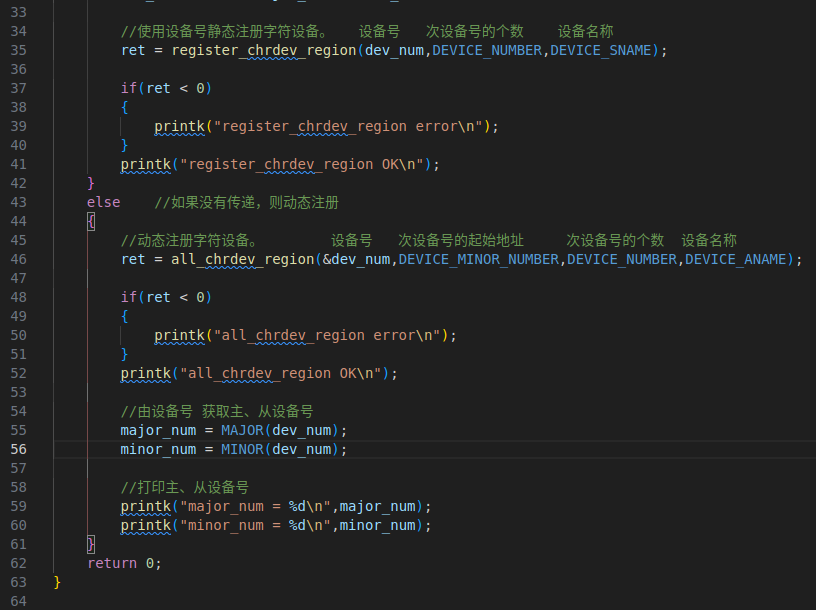 33
34 //使用设备号静态注册字符设备。 设备号 次设备号的个数 设备名称
35 ret = register_chrdev_region(dev_num,DEVICE_NUMBER,DEVICE_SNAME);
36
37 if(ret < 0)
38 {
39 printk("register_chrdev_region error\n");
40 }
41 printk("register_chrdev_region OK\n");
42 }
43 else //如果没有传递，则动态注册
44 {
45 //动态注册字符设备。 设备号 次设备号的起始地址 次设备号的个数 设备名称
46 ret = all_chrdev_region(&dev_num,DEVICE_MINOR_NUMBER,DEVICE_NUMBER,DEVICE_ANAME);
47
48 if(ret < 0)
49 {
50 printk("all_chrdev_region error\n");
51 }
52 printk("all_chrdev_region OK\n");
53
54 //由设备号 获取主、从设备号
55 major_num = MAJOR(dev_num);
56 minor_num = MINOR(dev_num);
57
58 //打印主、从设备号
59 printk("major_num = %d\n",major_num);
60 printk("minor_num = %d\n",minor_num);
61 }
62 return 0;
63 }
64